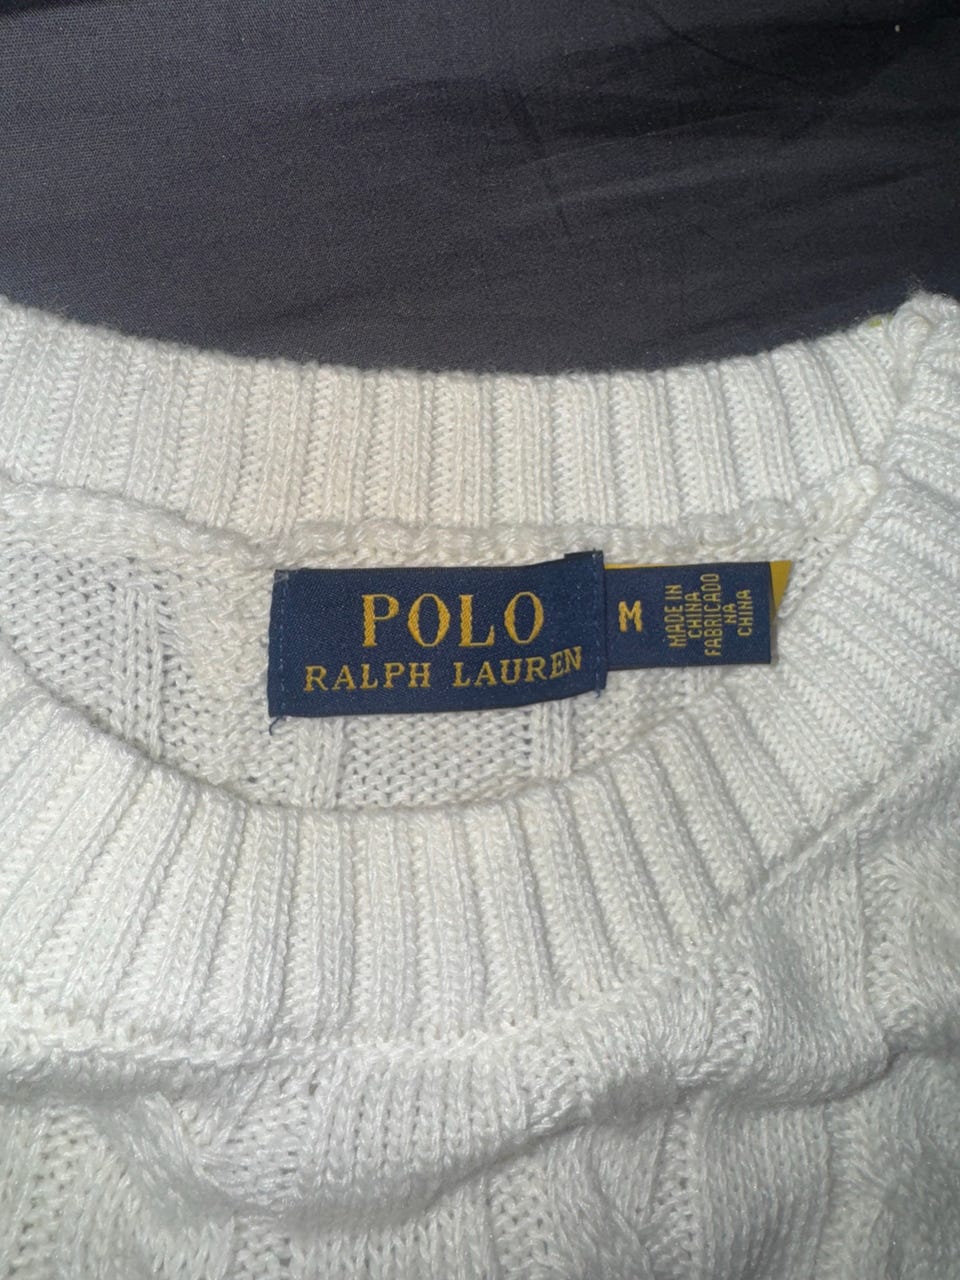 POLO
RALPH LAUREN
M
MADE IN
CHINA
FABRICADO
NA
CHINA